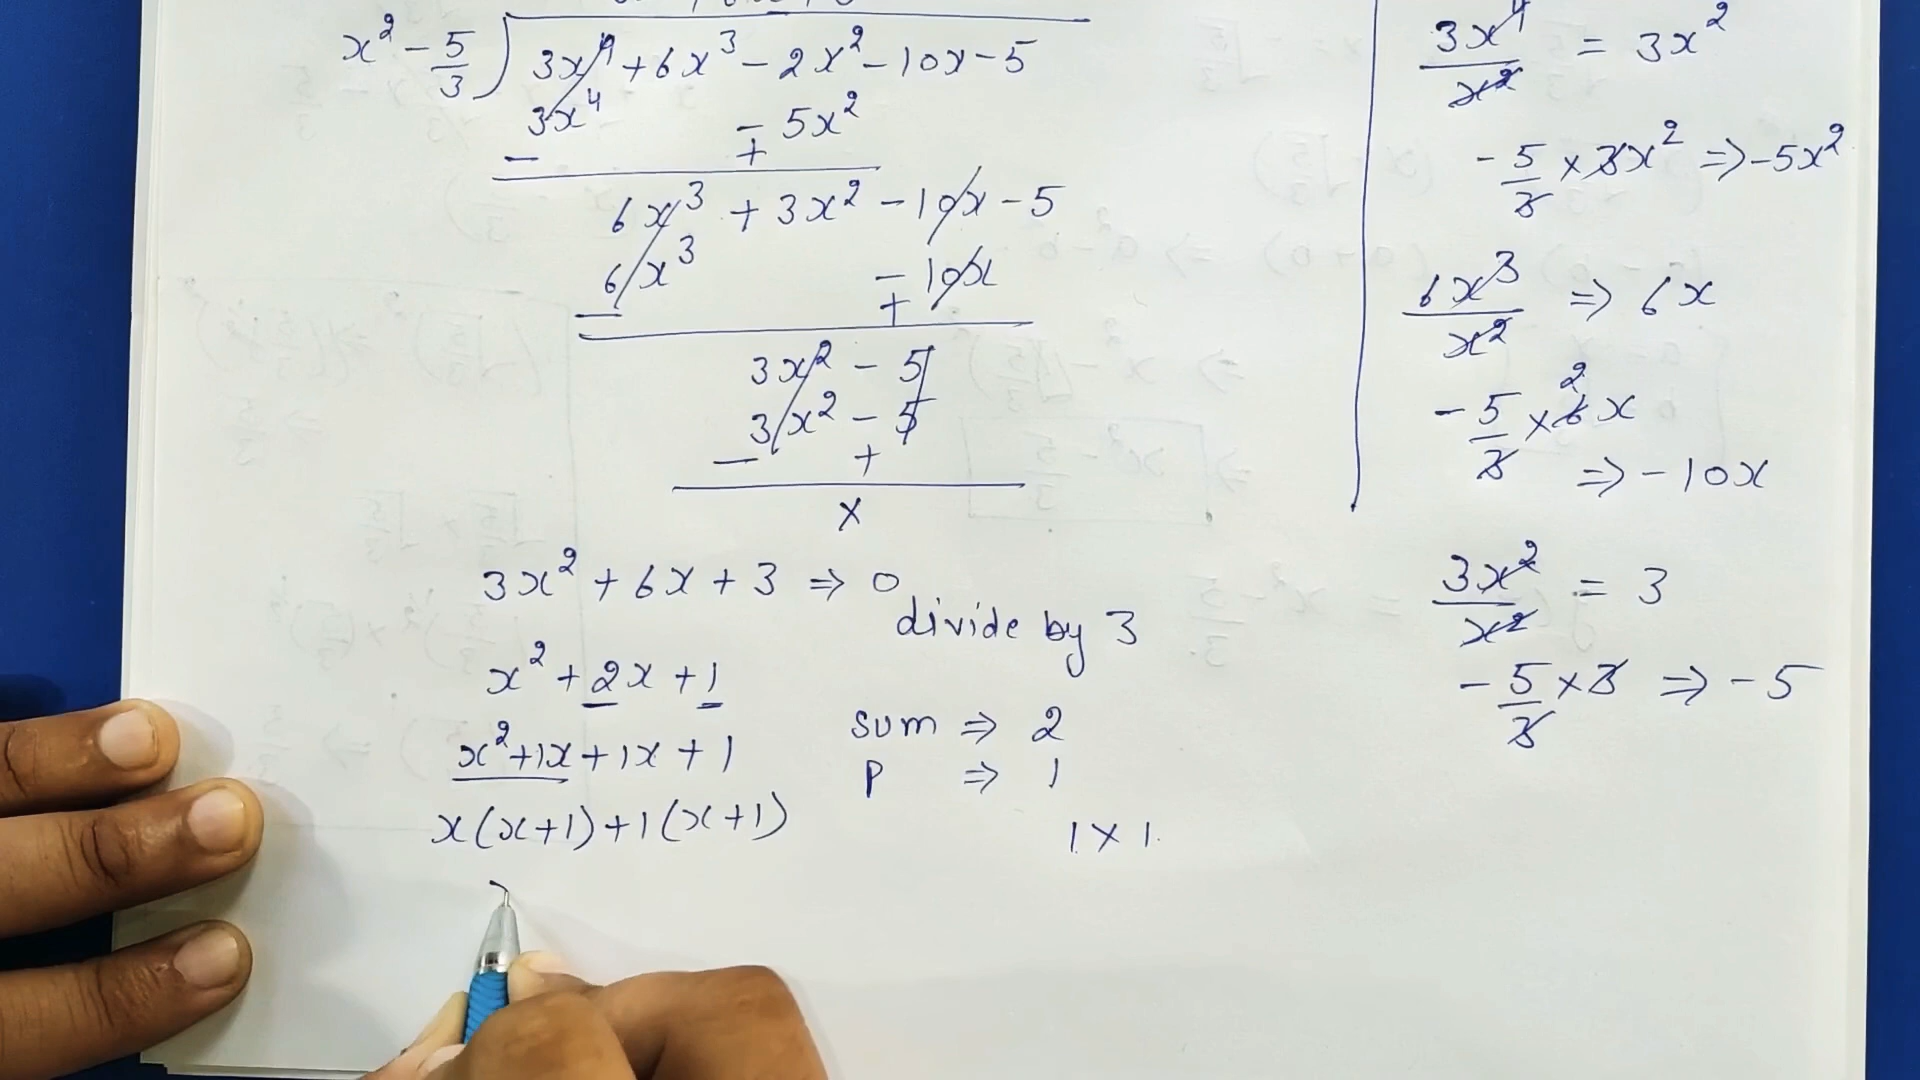 x² - 5/3 ) 3x⁴ + 6x³ - 2x² - 10x - 5
3x⁴ - 5x²
- +
6x³ + 3x² - 10x - 5
6x³ - 10x
- +
3x² - 5
3x² - 5
- +
x
3x² + 6x + 3 ⇒ 0
divide by 3
x² + 2x + 1
x² + 1x + 1x + 1
x(x+1) + 1(x+1)
sum ⇒ 2
P ⇒ 1
1 x 1
3x⁴/x² = 3x²
- 5/3 × 3x² ⇒ -5x²
6x³/x² ⇒ 6x
- 5/3 × 6x 2
⇒ -10x
3x²/x² = 3
- 5/3 × 3 ⇒ -5